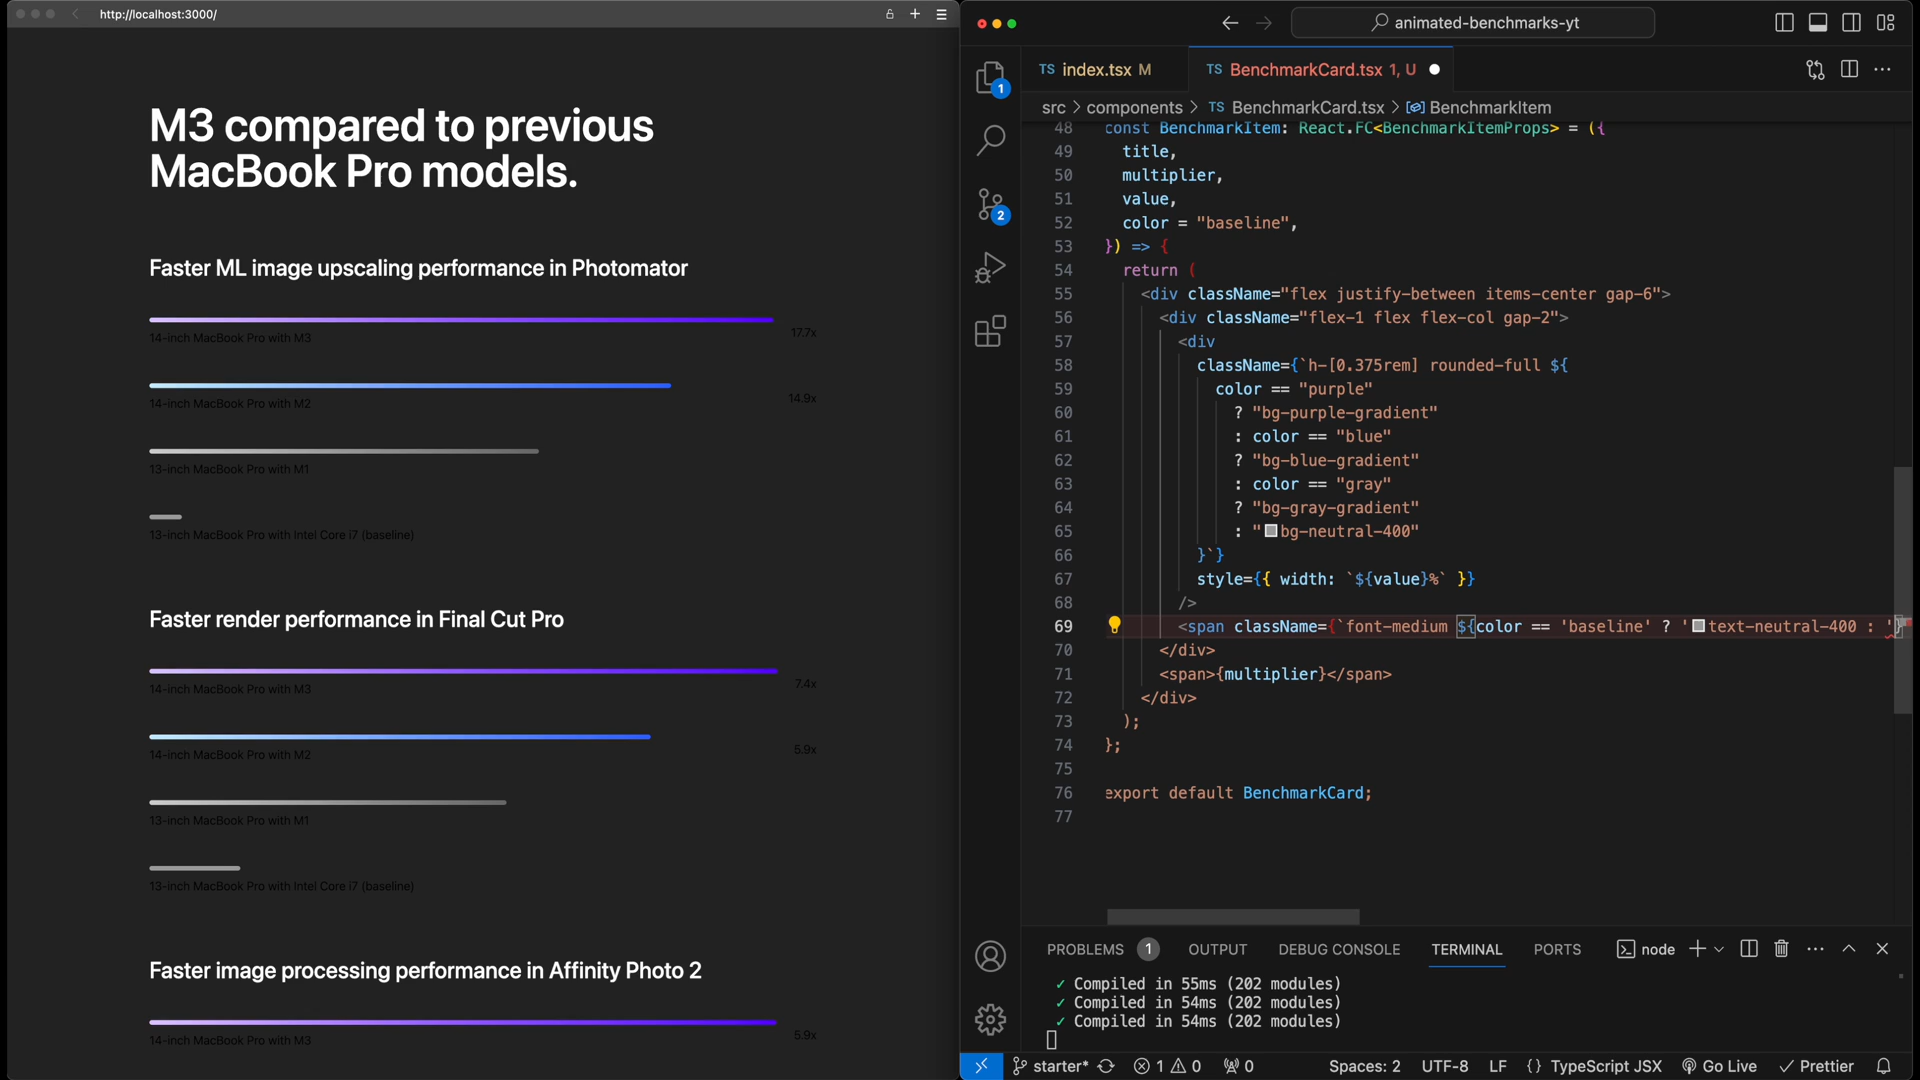 http://localhost:3000/
M3 compared to previous
MacBook Pro models.
Faster ML image upscaling performance in Photomator
17.7x
14-inch MacBook Pro with M3
14.9x
14-inch MacBook Pro with M2
13-inch MacBook Pro with M1
13-inch MacBook Pro with Intel Core i7 (baseline)
Faster render performance in Final Cut Pro
7.4x
14-inch MacBook Pro with M3
5.9x
14-inch MacBook Pro with M2
13-inch MacBook Pro with M1
13-inch MacBook Pro with Intel Core i7 (baseline)
Faster image processing performance in Affinity Photo 2
5.9x
14-inch MacBook Pro with M3
animated-benchmarks-yt
TS index.tsx M
TS BenchmarkCard.tsx 1, U
src > components > TS BenchmarkCard.tsx > BenchmarkItem
1
2
48 const BenchmarkItem: React.FC<BenchmarkItemProps> = ({
49 title,
50 multiplier,
51 value,
52 color = "baseline",
53 }) => {
54 return (
55 <div className="flex justify-between items-center gap-6">
56 <div className="flex-1 flex flex-col gap-2">
57 <div
58 className={`h-[0.375rem] rounded-full ${
59 color == "purple"
60 ? "bg-purple-gradient"
61 : color == "blue"
62 ? "bg-blue-gradient"
63 : color == "gray"
64 ? "bg-gray-gradient"
65 : "bg-neutral-400"
66 }`}
67 style={{ width: `${value}%` }}
68 />
69 <span className={`font-medium ${color == 'baseline' ? 'text-neutral-400 : '}
70 </div>
71 <span>{multiplier}</span>
72 </div>
73 );
74 };
75
76 export default BenchmarkCard;
77
PROBLEMS 1 OUTPUT DEBUG CONSOLE TERMINAL PORTS node
✓ Compiled in 55ms (202 modules)
✓ Compiled in 54ms (202 modules)
✓ Compiled in 54ms (202 modules)
starter* 1 0 0 Spaces: 2 UTF-8 LF {} TypeScript JSX Go Live Prettier